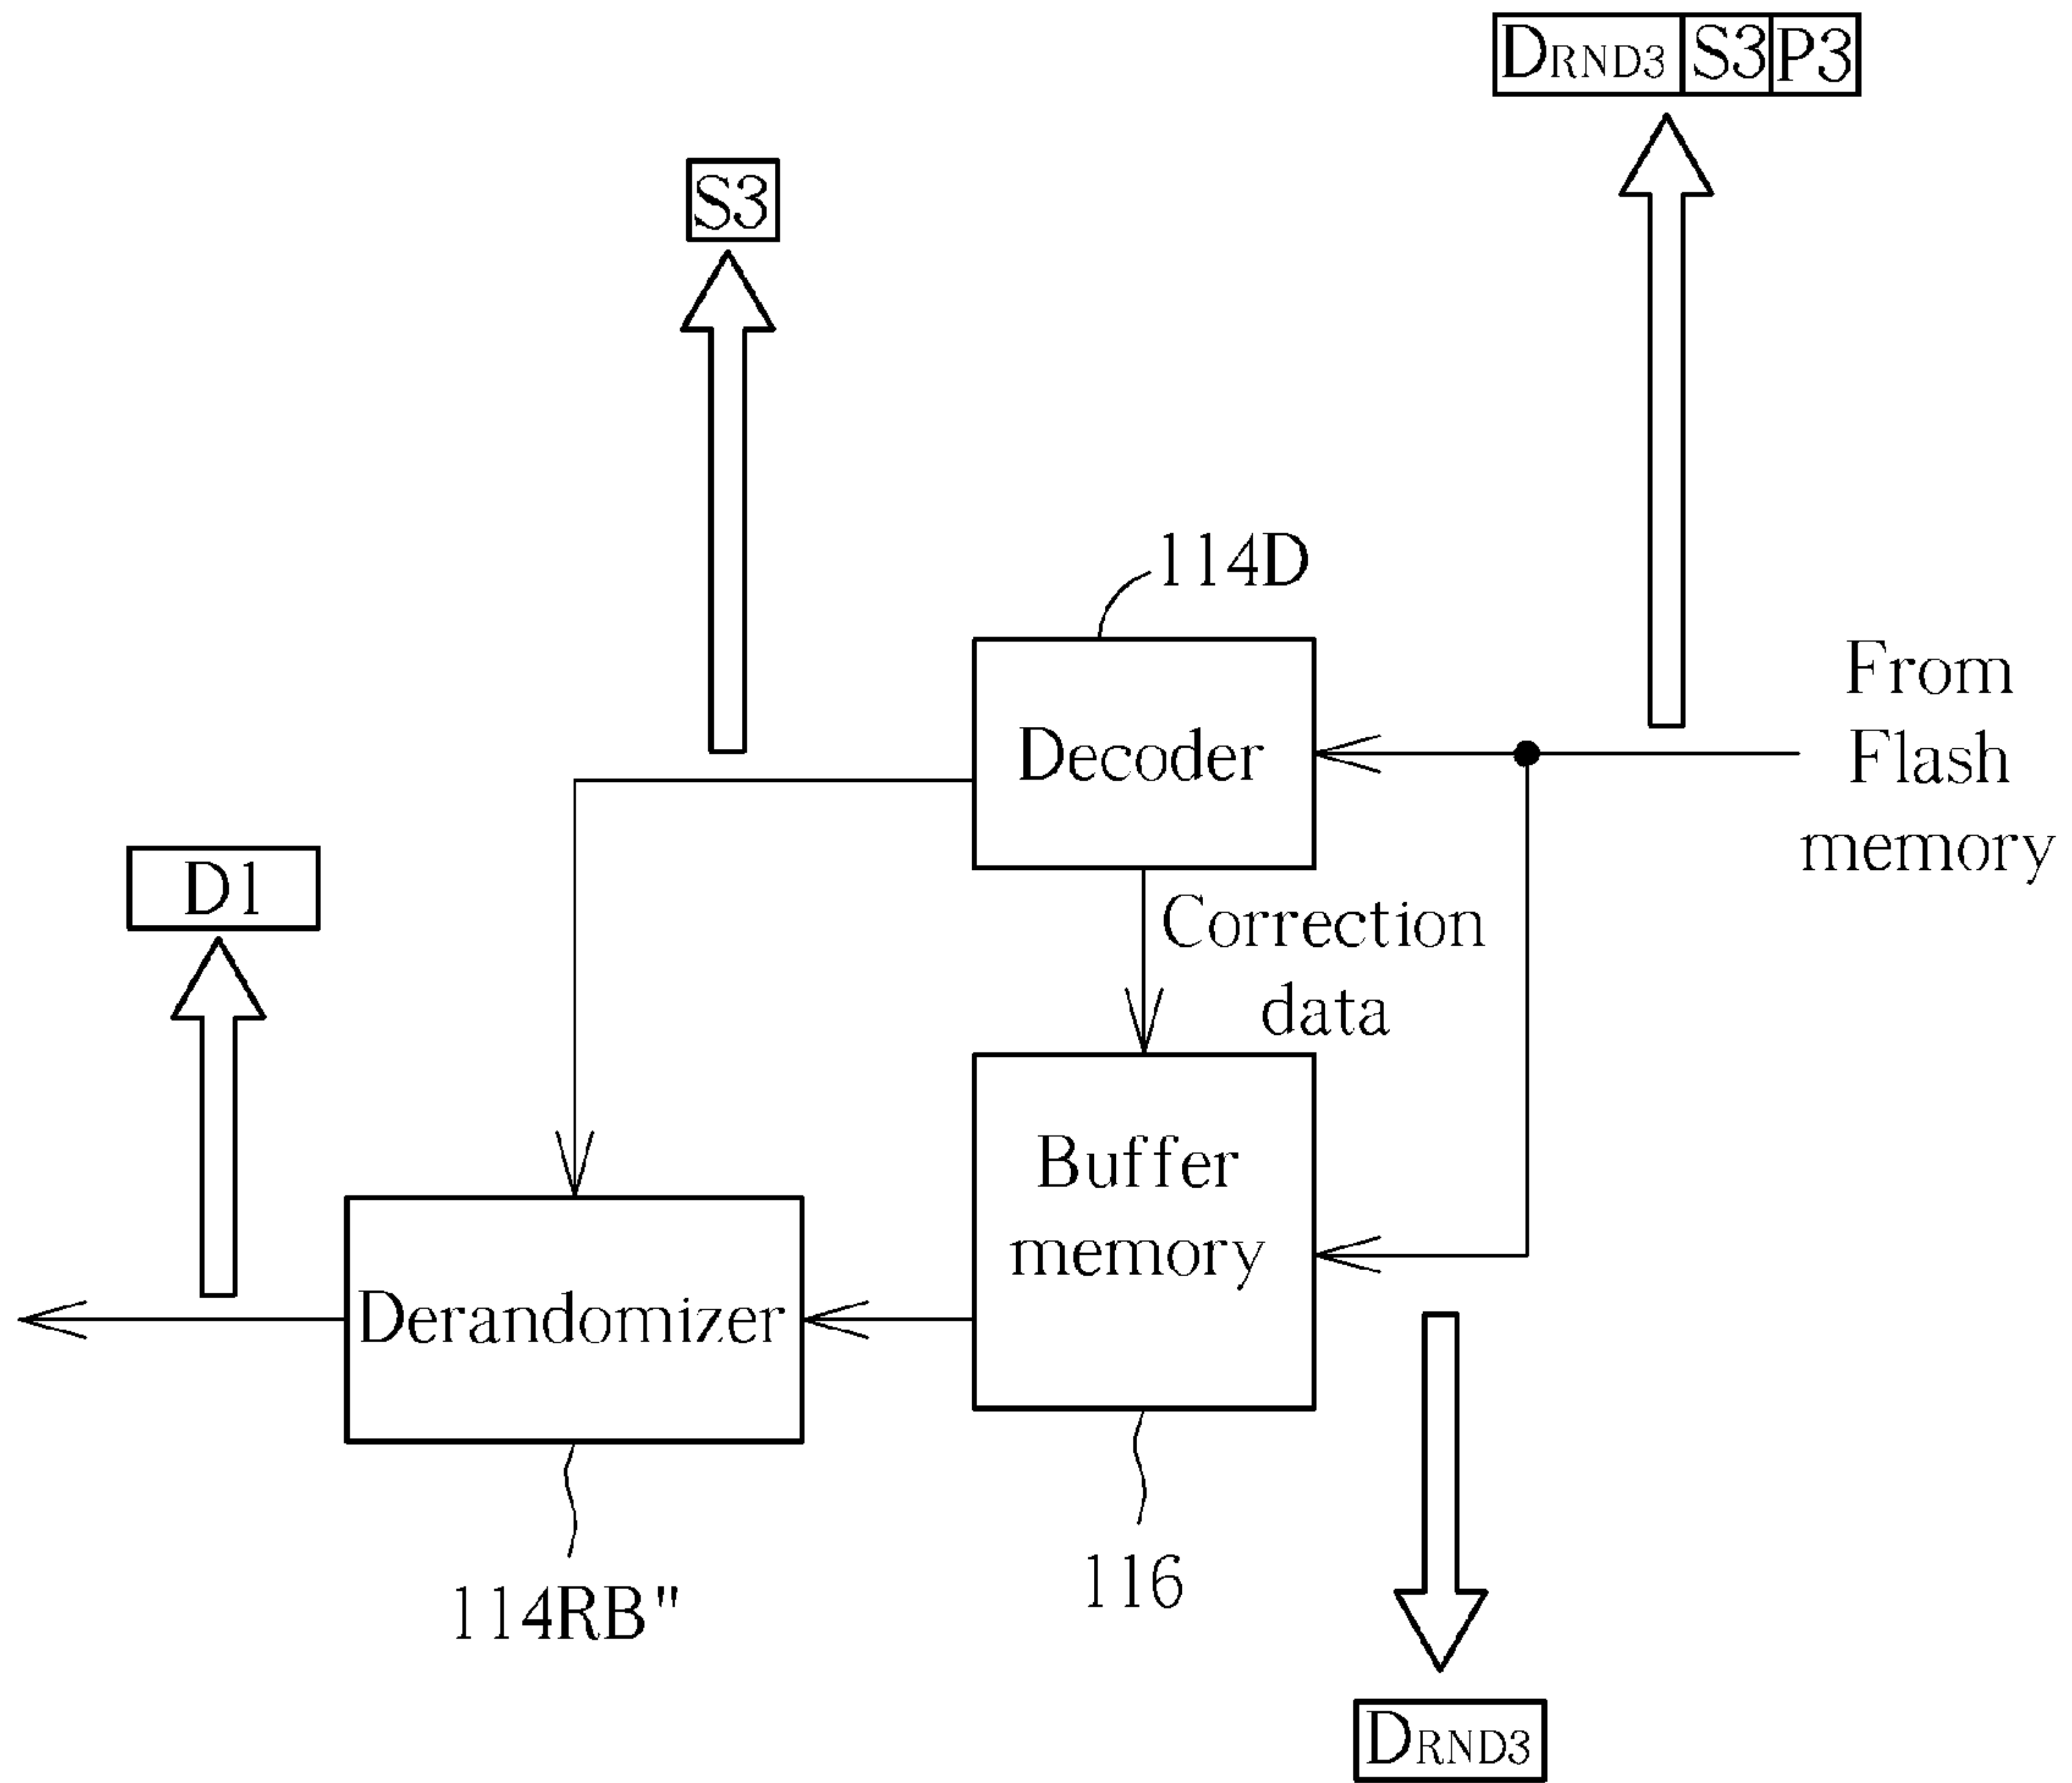 DRND3 S3 P3
S3
114D
From
Flash
memory
Decoder
D1
Correction
data
Buffer
memory
Derandomizer
116
114RB"
DRND3